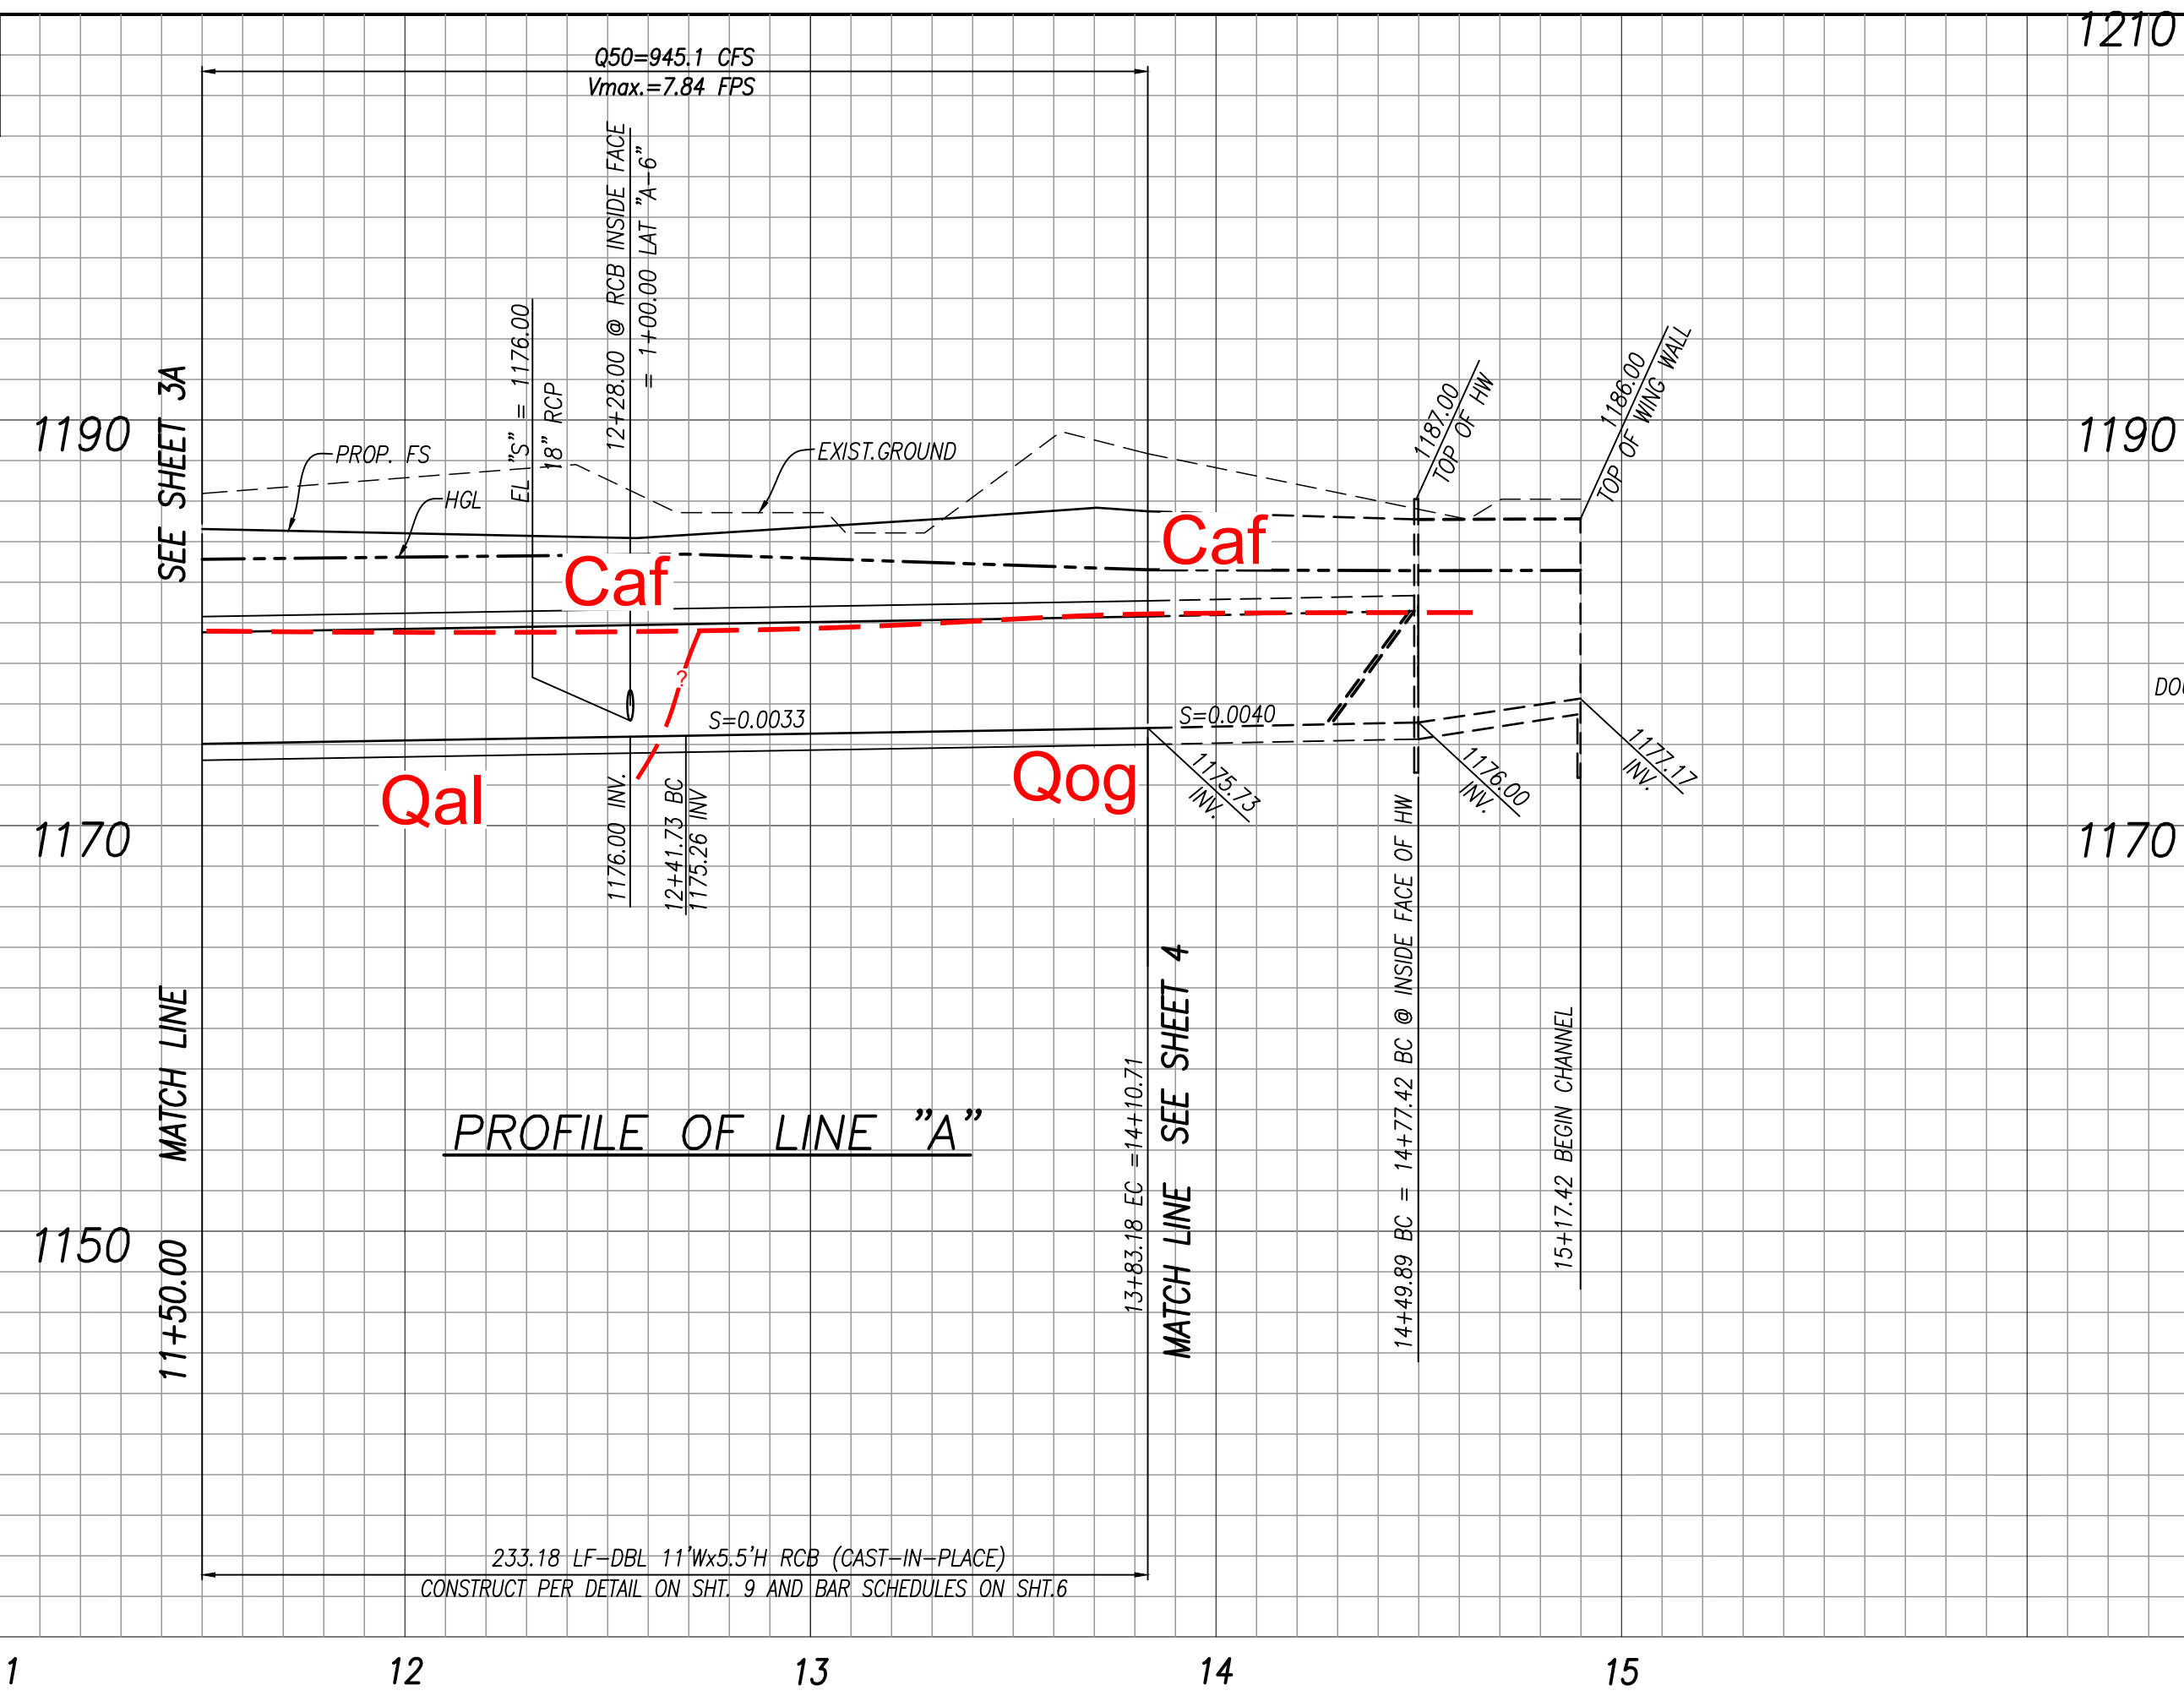 1210
Q50=945.1 CFS
Vmax.=7.84 FPS
12+28.00 @ RCB INSIDE FACE
= 1+00.00 LAT "A-6"
EL "S" = 1176.00
18" RCP
SEE SHEET 3A
1190
PROP. FS
HGL
EXIST.GROUND
1187.00
TOP OF HW
1186.00
TOP OF WING WALL
1190
Caf
Caf
?
S=0.0033
S=0.0040
Qal
Qog
1175.73
INV.
1176.00
INV.
1177.17
INV.
1170
1176.00 INV.
12+41.73 BC
1175.26 INV
1170
MATCH LINE
11+50.00
PROFILE OF LINE "A"
13+83.18 EC =14+10.71
MATCH LINE SEE SHEET 4
14+49.89 BC = 14+77.42 BC @ INSIDE FACE OF HW
15+17.42 BEGIN CHANNEL
1150
233.18 LF-DBL 11'Wx5.5'H RCB (CAST-IN-PLACE)
CONSTRUCT PER DETAIL ON SHT. 9 AND BAR SCHEDULES ON SHT.6
1 12 13 14 15